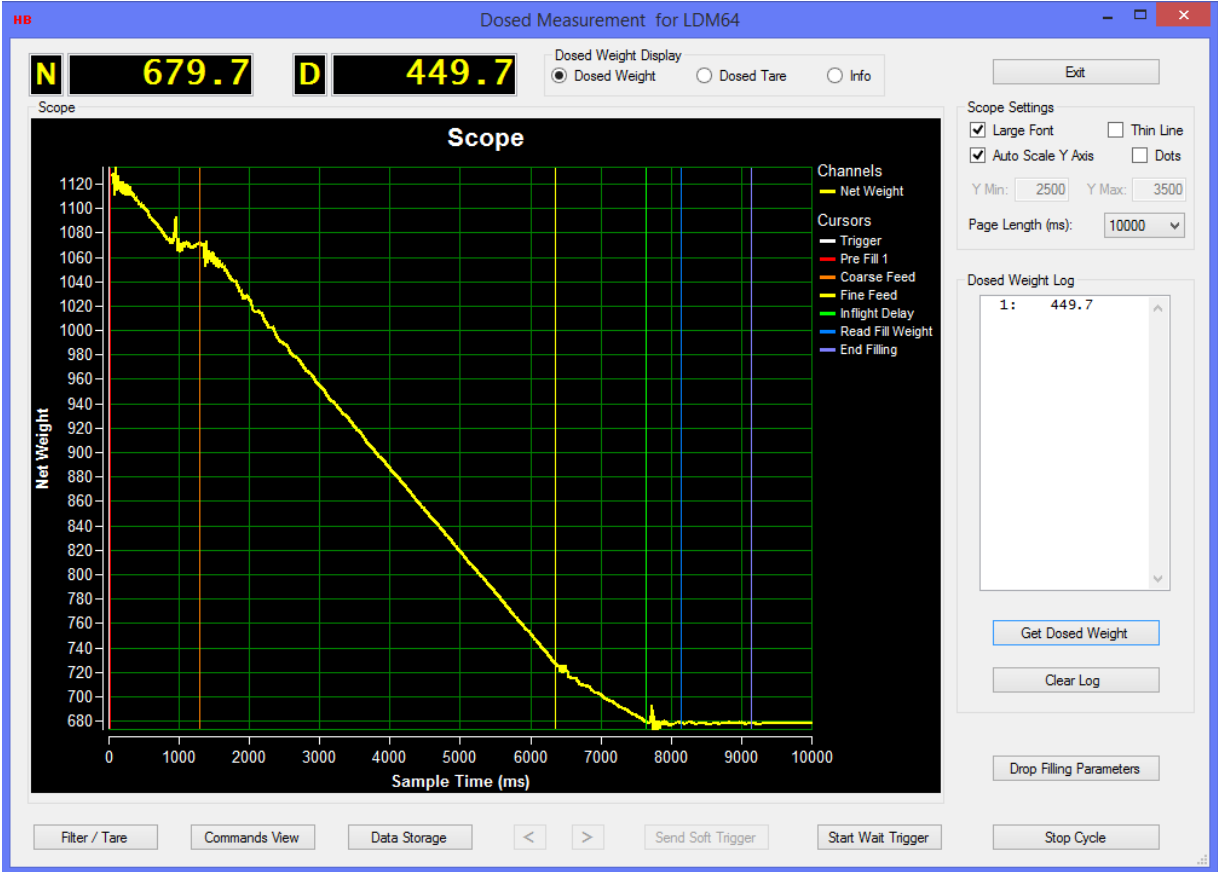 HB Dosed Measurement for LDM64
N 679.7 D 449.7
Dosed Weight Display
Dosed Weight Dosed Tare Info
Exit
Scope
Scope
Channels
Net Weight
Cursors
Trigger
Pre Fill 1
Coarse Feed
Fine Feed
Inflight Delay
Read Fill Weight
End Filling
Net Weight
1120
1100
1080
1060
1040
1020
1000
980
960
940
920
900
880
860
840
820
800
780
760
740
720
700
680
0 1000 2000 3000 4000 5000 6000 7000 8000 9000 10000
Sample Time (ms)
Scope Settings
Large Font Thin Line
Auto Scale Y Axis Dots
Y Min: 2500 Y Max: 3500
Page Length (ms): 10000
Dosed Weight Log
1: 449.7
Get Dosed Weight
Clear Log
Drop Filling Parameters
Filter / Tare Commands View Data Storage < > Send Soft Trigger Start Wait Trigger Stop Cycle